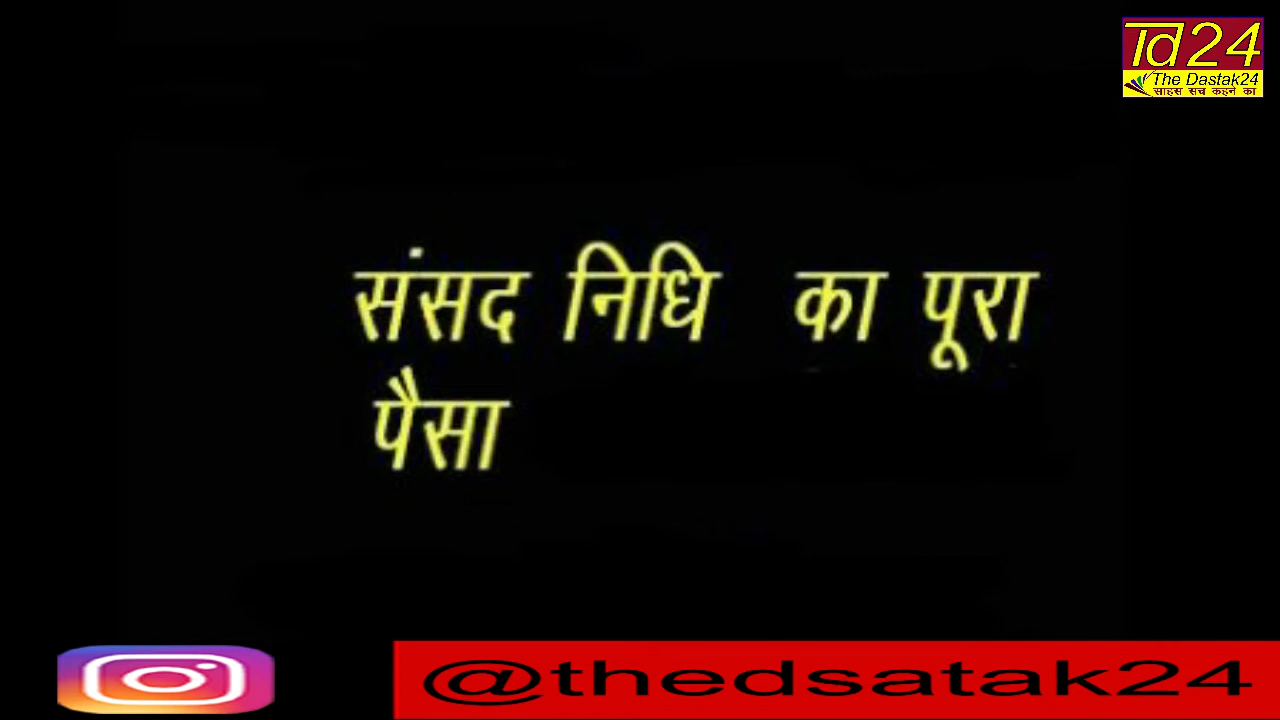 Td24
The Dastak24
साहस सच कहने का
संसद निधि का पूरा
पैसा
@thedsatak24